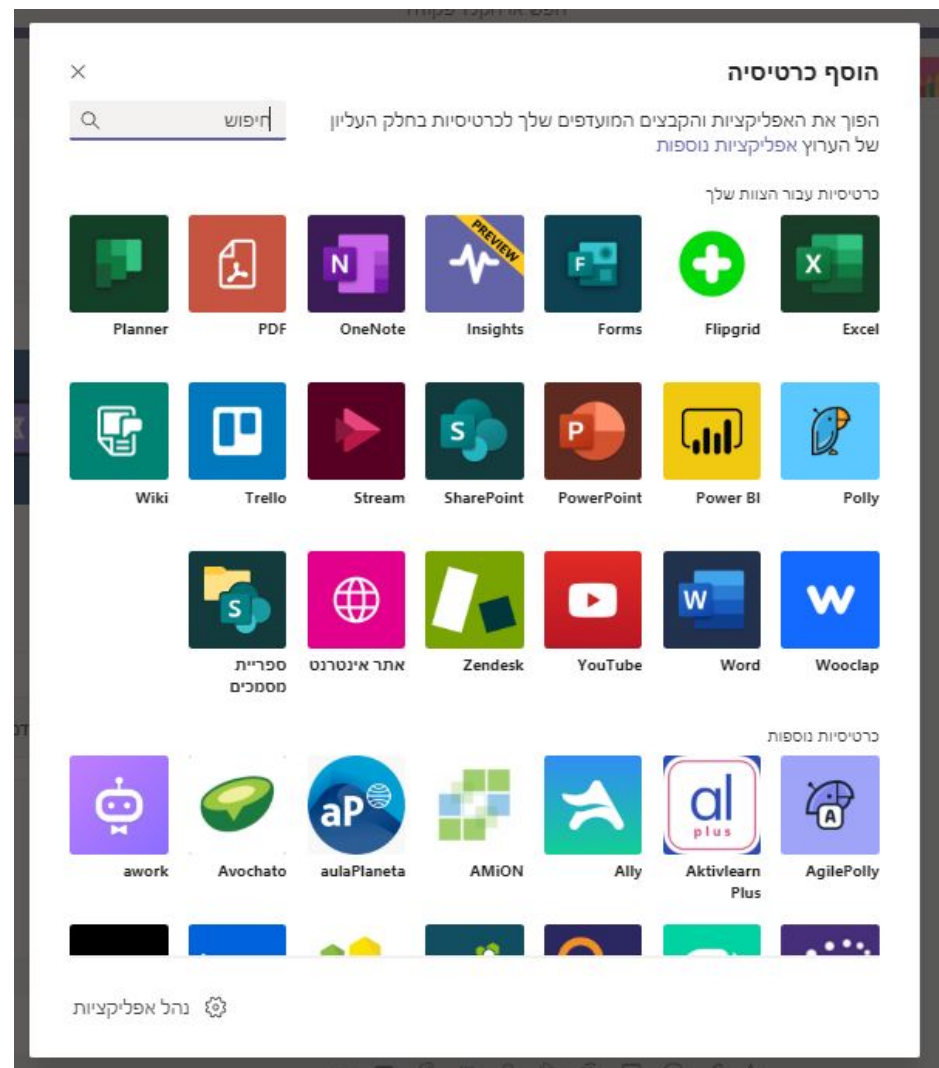 הוסף כרטיסיה
הפוך את האפליקציות והקבצים המועדפים שלך לכרטיסיות בחלק העליון
של הערוץ אפליקציות נוספות
חיפוש
כרטיסיות עבור הצוות שלך
Excel
Flipgrid
Forms
PREVIEW
Insights
OneNote
PDF
Planner
Polly
Power BI
PowerPoint
SharePoint
Stream
Trello
Wiki
Wooclap
Word
YouTube
Zendesk
אתר אינטרנט
ספריית
מסמכים
כרטיסיות נוספות
AgilePolly
al
plus
Aktivlearn
Plus
Ally
AMiON
aP
aulaPlaneta
Avochato
awork
נהל אפליקציות